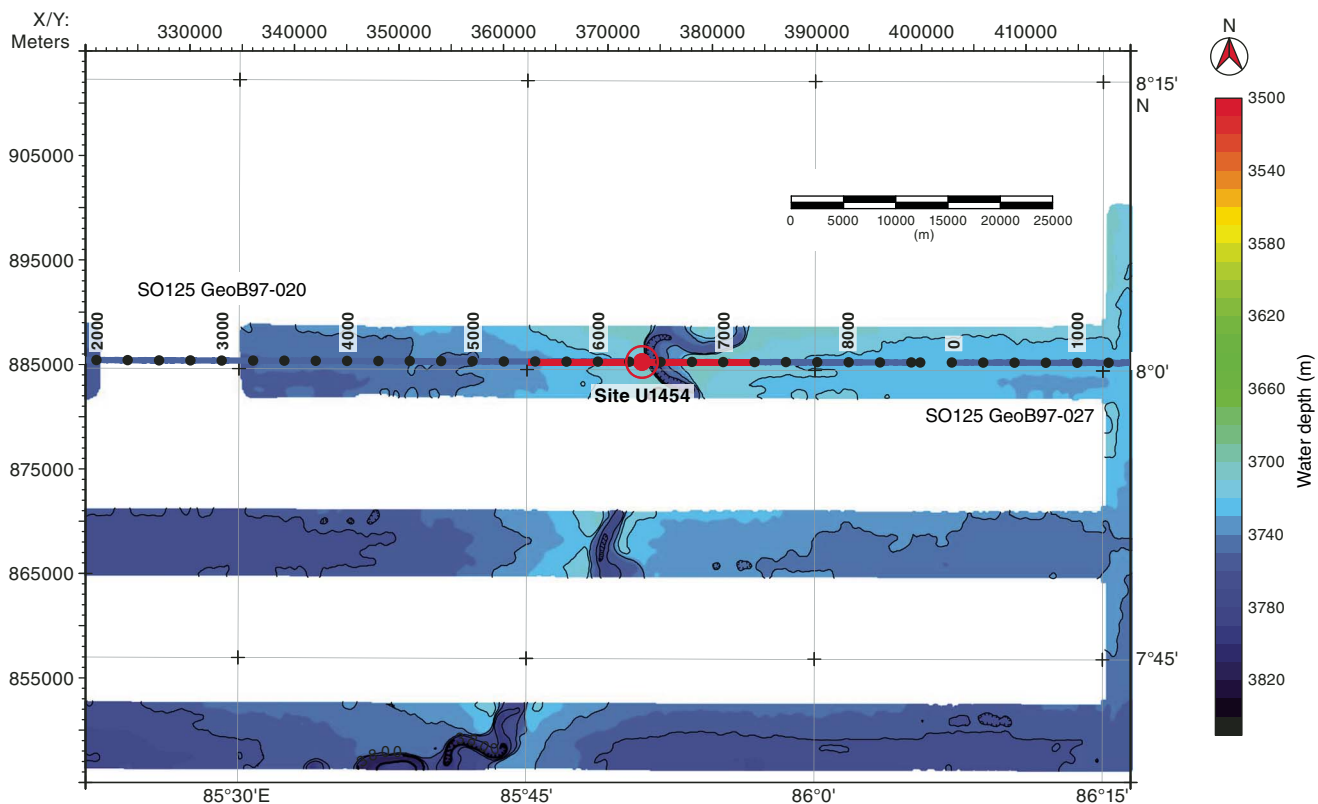 X/Y:
Meters
330000 340000 350000 360000 370000 380000 390000 400000 410000
N
8°15'
N
3500
905000
3540
3580
0 5000 10000 15000 20000 25000
(m)
895000
SO125 GeoB97-020
3620
2000 3000 4000 5000 6000 7000 8000 0 1000
885000
8°0'
3660
Site U1454
SO125 GeoB97-027
Water depth (m)
3700
875000
3740
865000
3780
7°45'
855000
3820
85°30'E 85°45' 86°0' 86°15'